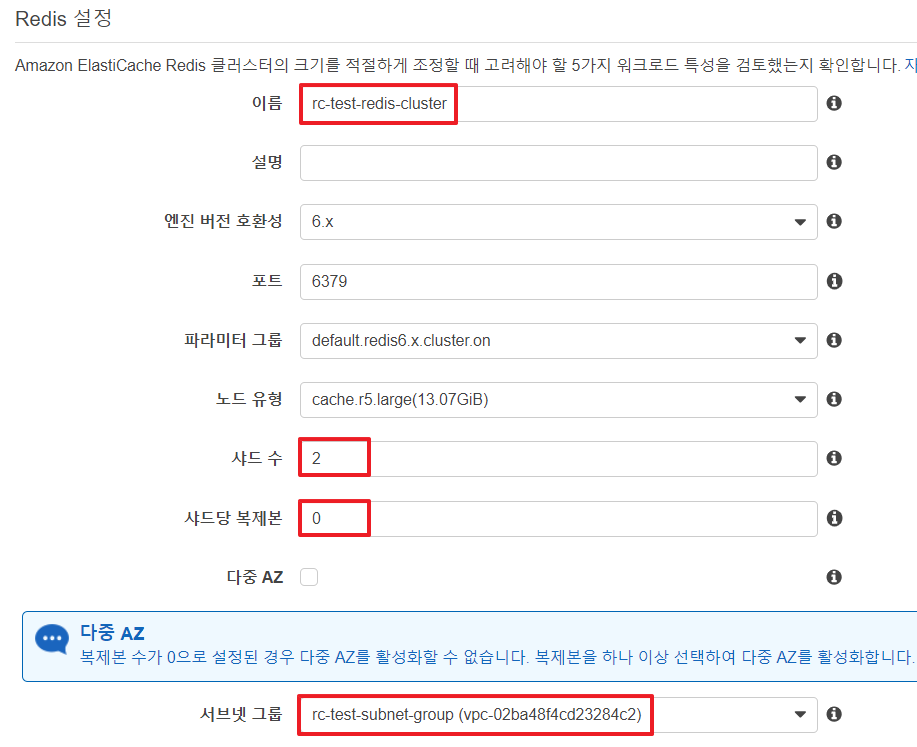 Redis 설정
Amazon ElastiCache Redis 클러스터의 크기를 적절하게 조정할 때 고려해야 할 5가지 워크로드 특성을 검토했는지 확인합니다.
이름 rc-test-redis-cluster
설명
엔진 버전 호환성 6.x
포트 6379
파라미터 그룹 default.redis6.x.cluster.on
노드 유형 cache.r5.large(13.07GiB)
샤드 수 2
샤드당 복제본 0
다중 AZ
다중 AZ
복제본 수가 0으로 설정된 경우 다중 AZ를 활성화할 수 없습니다. 복제본을 하나 이상 선택하여 다중 AZ를 활성화합니다.
서브넷 그룹 rc-test-subnet-group (vpc-02ba48f4cd23284c2)